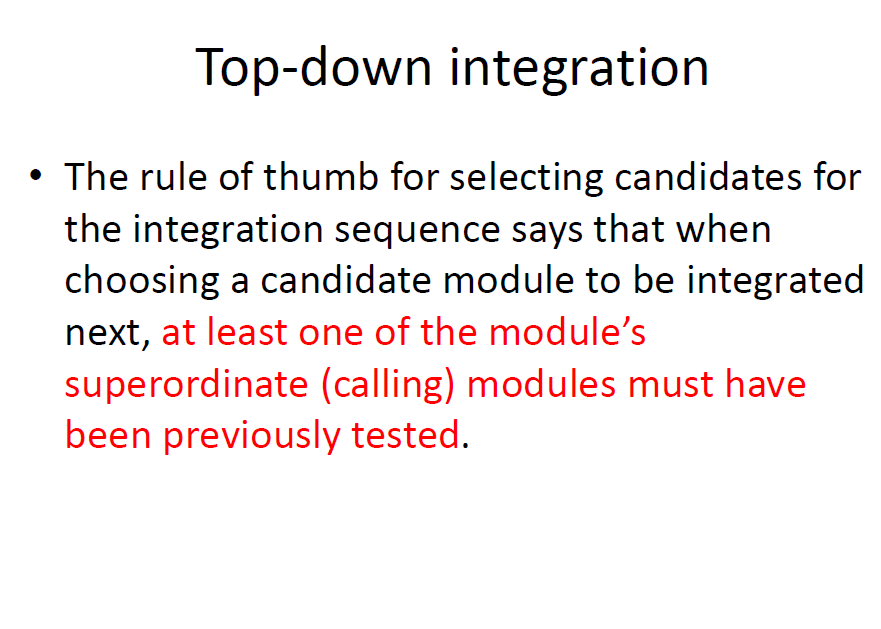 Top-down integration
• The rule of thumb for selecting candidates for
the integration sequence says that when
choosing a candidate module to be integrated
next, at least one of the module’s
superordinate (calling) modules must have
been previously tested.